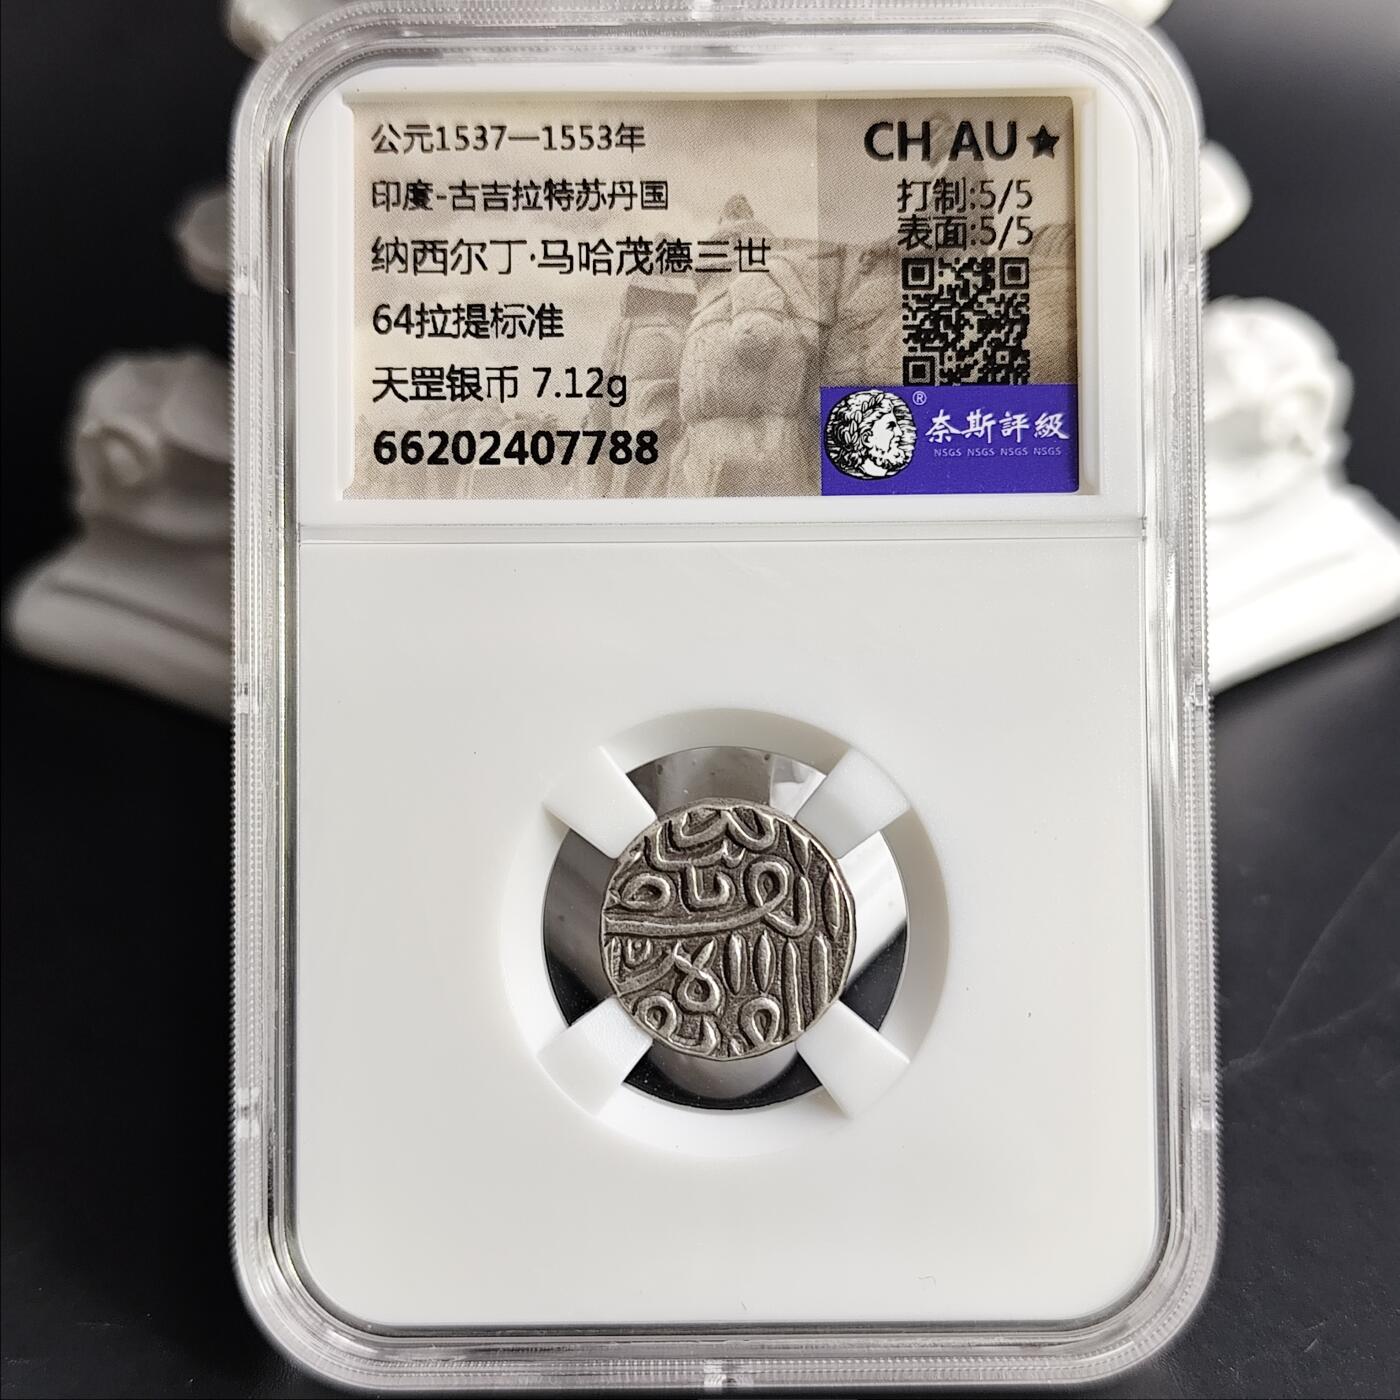 公元1537—1553年
印度-古吉拉特苏丹国
纳西尔丁·马哈茂德三世
64拉提标准
天罡银币 7.12g
66202407788
CH AU★
打制:5/5
表面:5/5
®
奈斯評級
NSGS NSGS NSGS NSGS